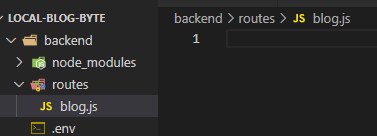 LOCAL-BLOG-BYTE
backend
node_modules
routes
JS blog.js
.env
backend > routes > JS blog.js
1